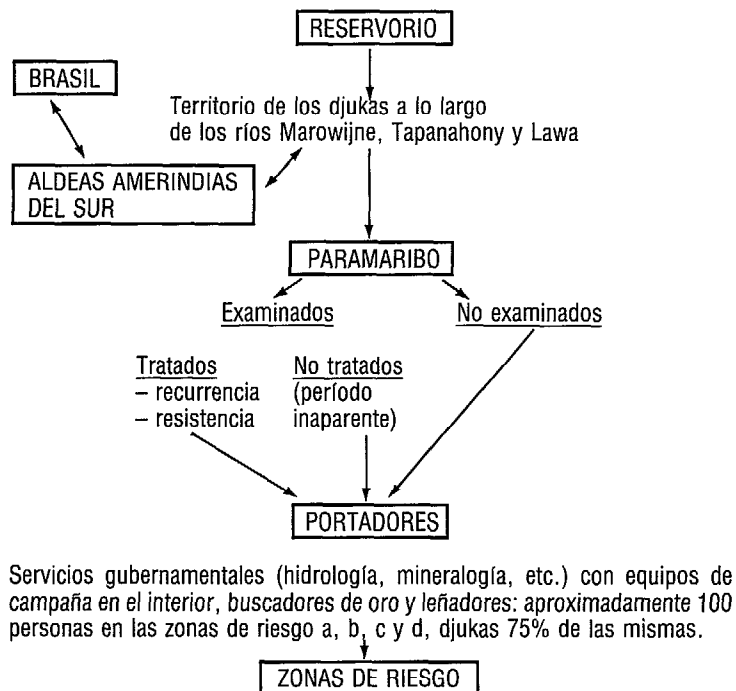 RESERVORIO
BRASIL
Territorio de los djukas a lo largo
de los ríos Marowijne, Tapanahony y Lawa
ALDEAS AMERINDIAS
DEL SUR
PARAMARIBO
Examinados
No examinados
Tratados
– recurrencia
– resistencia
No tratados
(período
inaparente)
PORTADORES
Servicios gubernamentales (hidrología, mineralogía, etc.) con equipos de
campaña en el interior, buscadores de oro y leñadores: aproximadamente 100
personas en las zonas de riesgo a, b, c y d, djukas 75% de las mismas.
ZONAS DE RIESGO